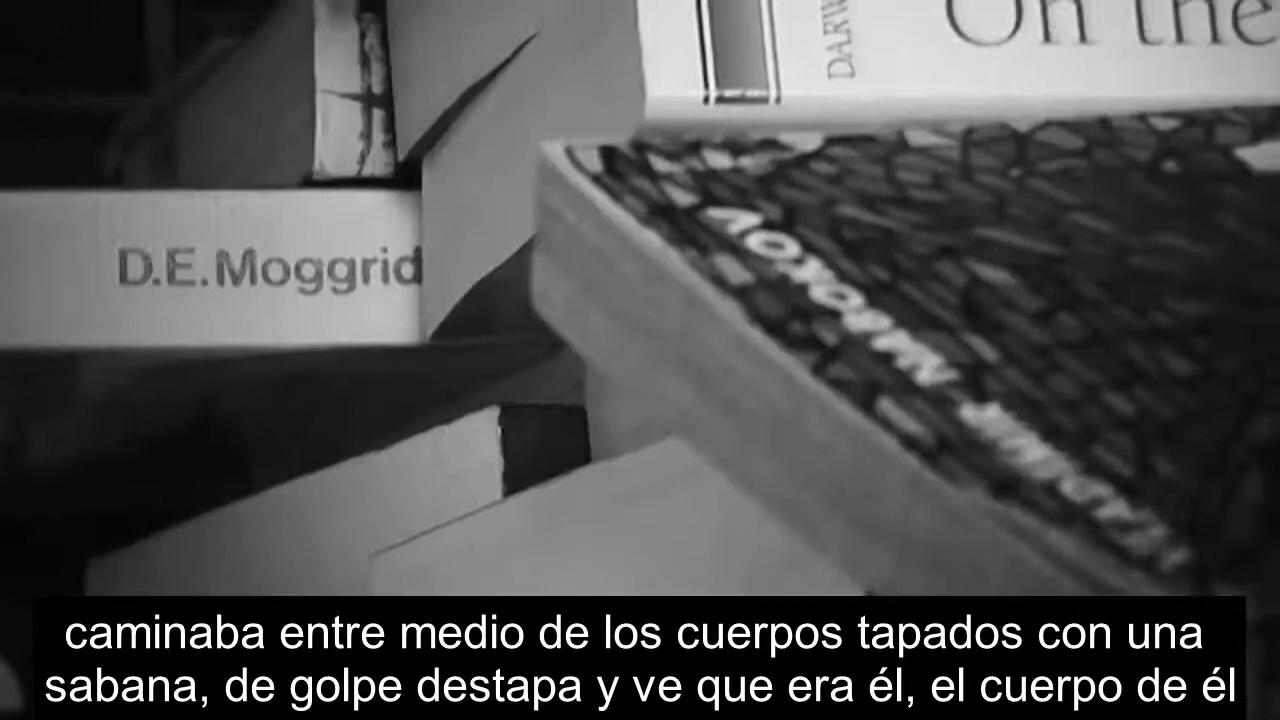 DARW
On the
D.E.Moggrid
NABOKOV
caminaba entre medio de los cuerpos tapados con una
sabana, de golpe destapa y ve que era él, el cuerpo de él